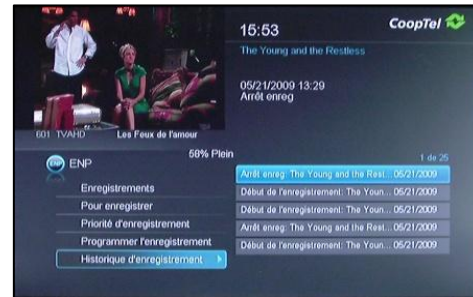 15:53
CoopTel
The Young and the Restless
05/21/2009 13:29
Arrêt enreg
601 TVAHD Les Feux de l'amour
ENP
58% Plein
1 de 25
Enregistrements
Pour enregistrer
Priorité d'enregistrement
Programmer l'enregistrement
Historique d'enregistrement
Arrêt enreg: The Young and the Rest... 05/21/2009
Début de l'enregistrement: The Youn... 05/21/2009
Début de l'enregistrement: The Youn... 05/21/2009
Arrêt enreg: The Young and the Rest... 05/21/2009
Début de l'enregistrement: The Youn... 05/21/2009